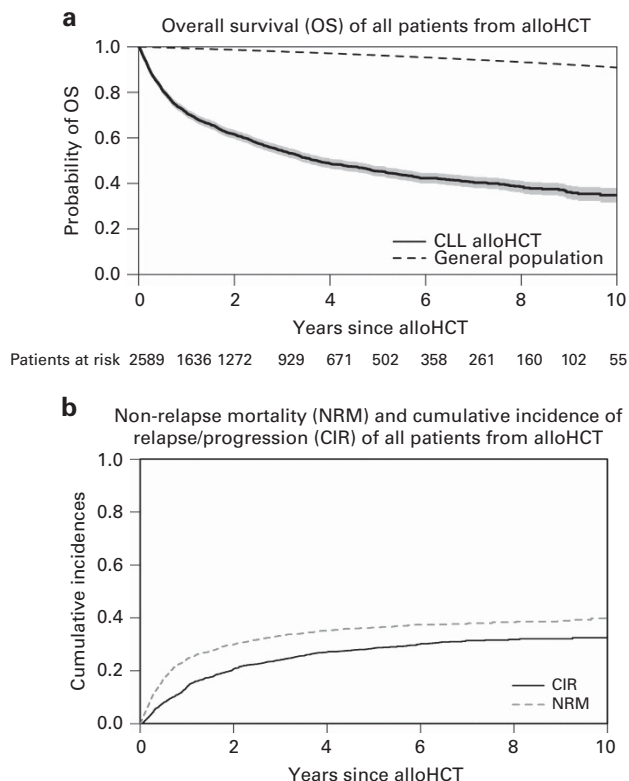 a
Overall survival (OS) of all patients from alloHCT
1.0
0.8
0.6
0.4
0.2
0.0
Probability of OS
CLL alloHCT
General population
0 2 4 6 8 10
Years since alloHCT
Patients at risk 2589 1636 1272 929 671 502 358 261 160 102 55
b
Non-relapse mortality (NRM) and cumulative incidence of
relapse/progression (CIR) of all patients from alloHCT
1.0
0.8
0.6
0.4
0.2
0.0
Cumulative incidences
CIR
NRM
0 2 4 6 8 10
Years since alloHCT